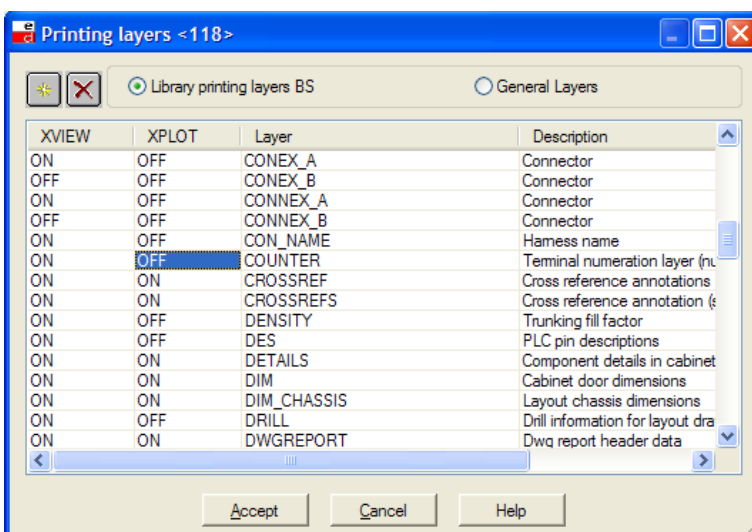 Printing layers <118>
Library printing layers BS General Layers
XVIEW XPLOT Layer Description
ON OFF CONEX_A Connector
OFF OFF CONEX_B Connector
ON OFF CONNEX_A Connector
OFF OFF CONNEX_B Connector
ON OFF CON_NAME Harness name
ON OFF COUNTER Terminal numeration layer (nu
ON ON CROSSREF Cross reference annotations
ON ON CROSSREFS Cross reference annotation (s
ON OFF DENSITY Trunking fill factor
ON OFF DES PLC pin descriptions
ON ON DETAILS Component details in cabinet
ON ON DIM Cabinet door dimensions
ON ON DIM_CHASSIS Layout chassis dimensions
ON OFF DRILL Drill information for layout dra
ON ON DWGREPORT Dwg report header data
Accept Cancel Help